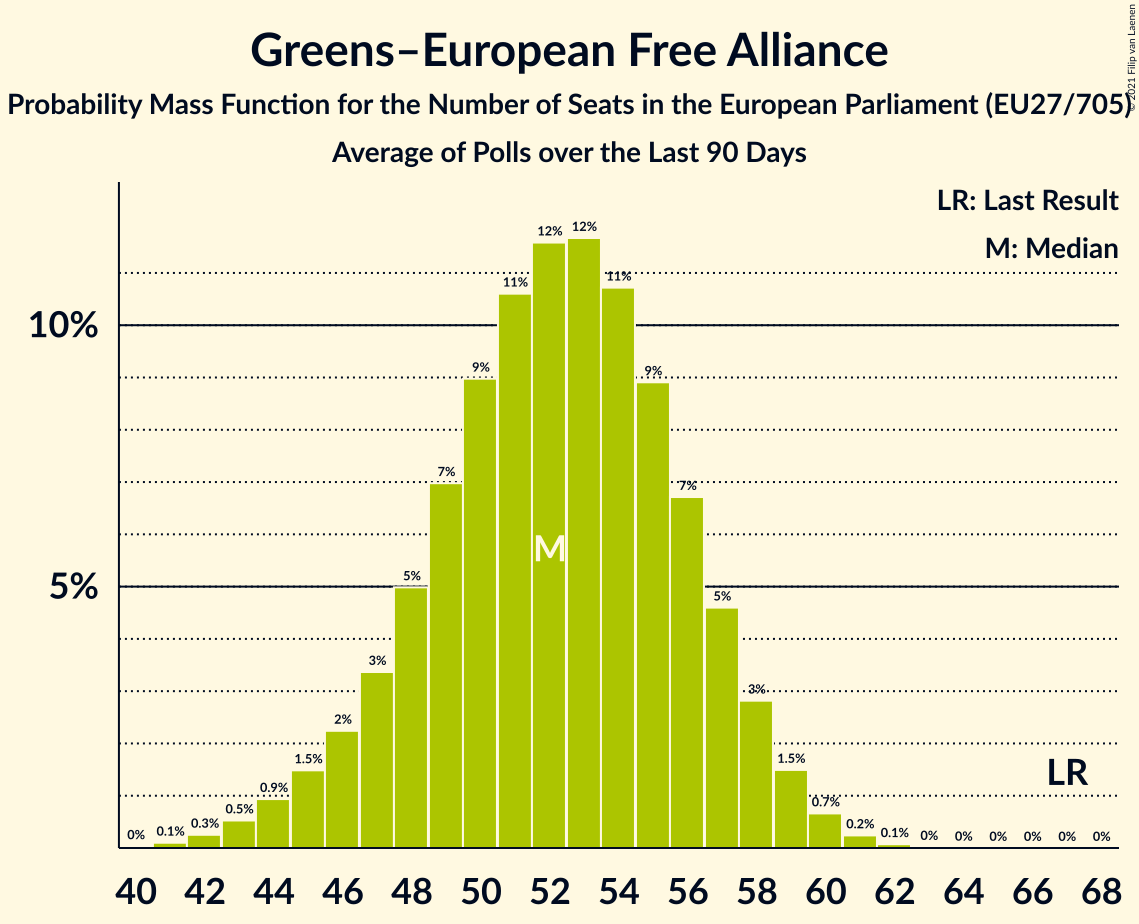 Greens–European Free Alliance
© 2021 Filip van Laenen
Probability Mass Function for the Number of Seats in the European Parliament (EU27/705)
Average of Polls over the Last 90 Days
LR: Last Result
M: Median
10%
5%
0% 0.1% 0.3% 0.5% 0.9% 1.5% 2% 3% 5% 7% 9% 11% 12% 12% 11% 9% 7% 5% 3% 1.5% 0.7% 0.2% 0.1% 0% 0% 0% 0% 0% 0%
M
LR
40 42 44 46 48 50 52 54 56 58 60 62 64 66 68